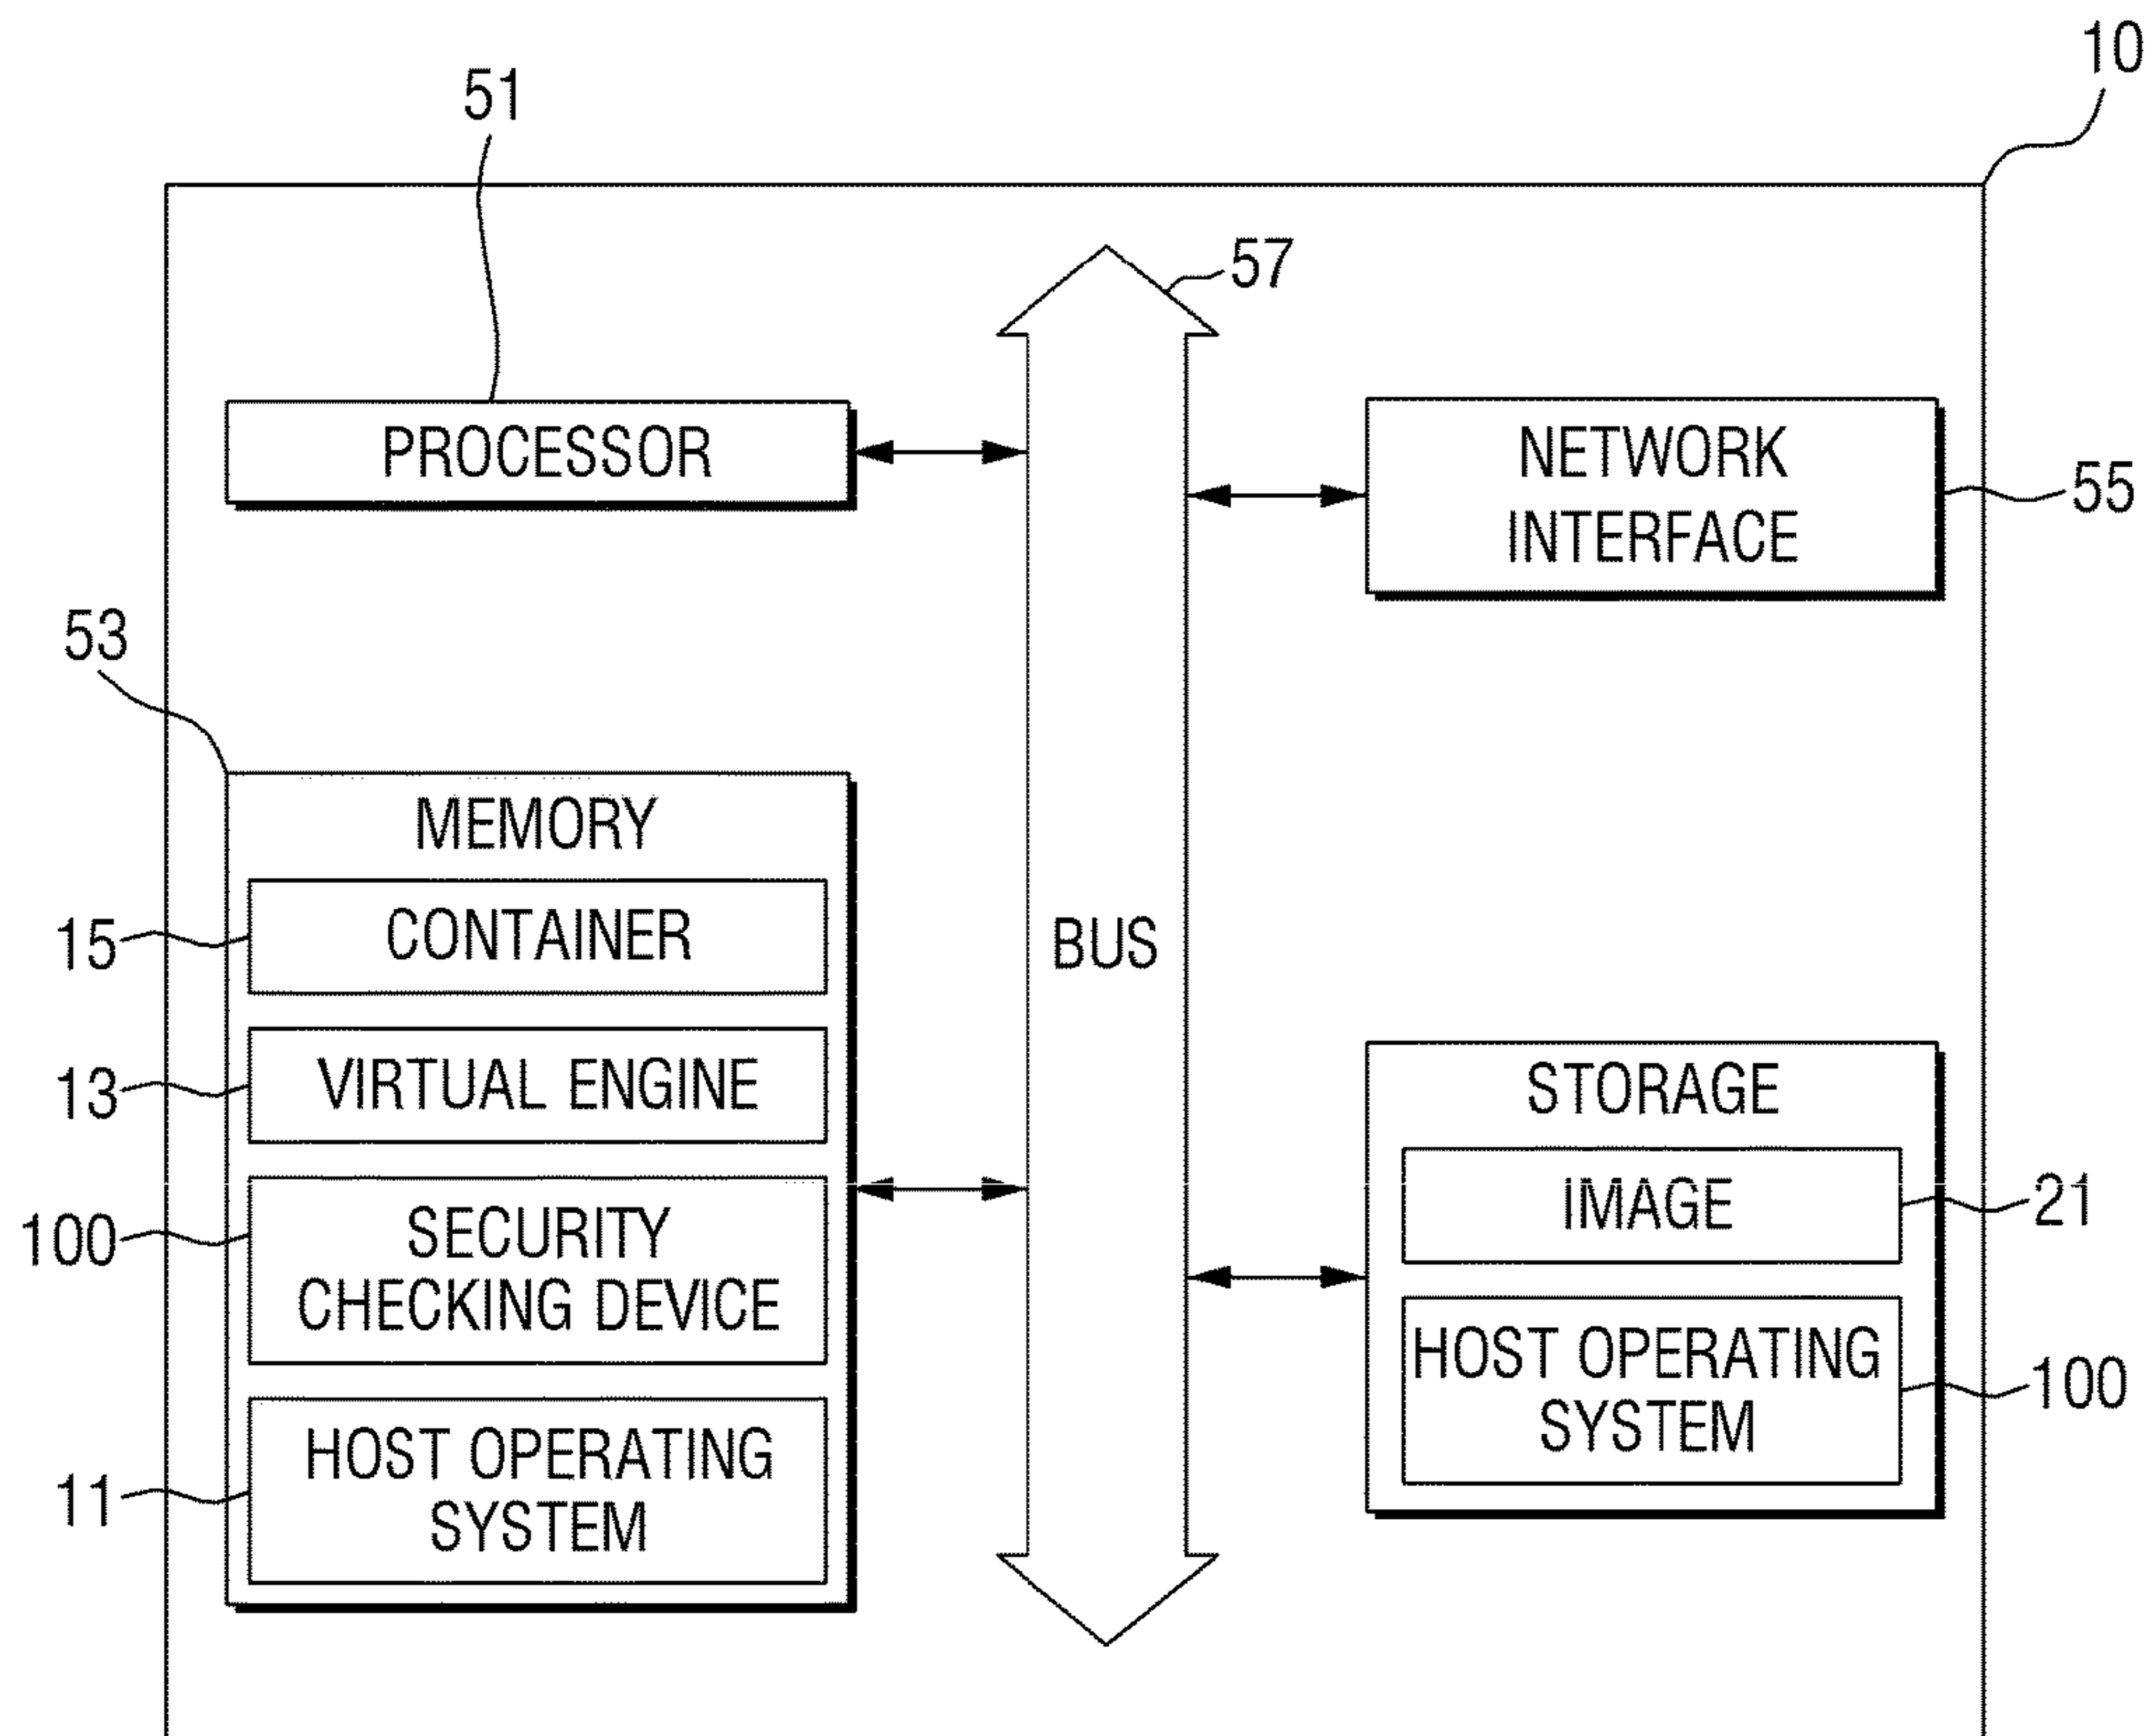 10
51
57
PROCESSOR
NETWORK
INTERFACE
55
53
MEMORY
15
CONTAINER
BUS
13
VIRTUAL ENGINE
STORAGE
100
SECURITY
CHECKING DEVICE
IMAGE
21
HOST OPERATING
SYSTEM
100
11
HOST OPERATING
SYSTEM